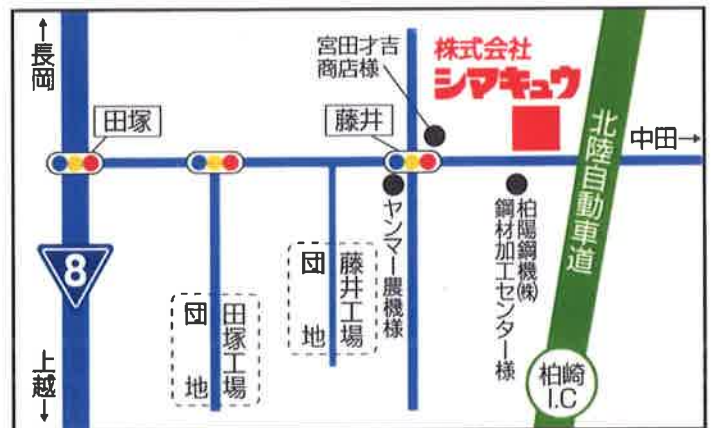 ↑長岡
宮田才吉
商店様
株式会社
シマキュウ
田塚
藤井
中田→
北陸自動車道
8
ヤンマー農機様
柏陽鋼機㈱
鋼材加工センター様
藤井工場
団地
田塚工場
団地
上越↓
柏崎
I.C